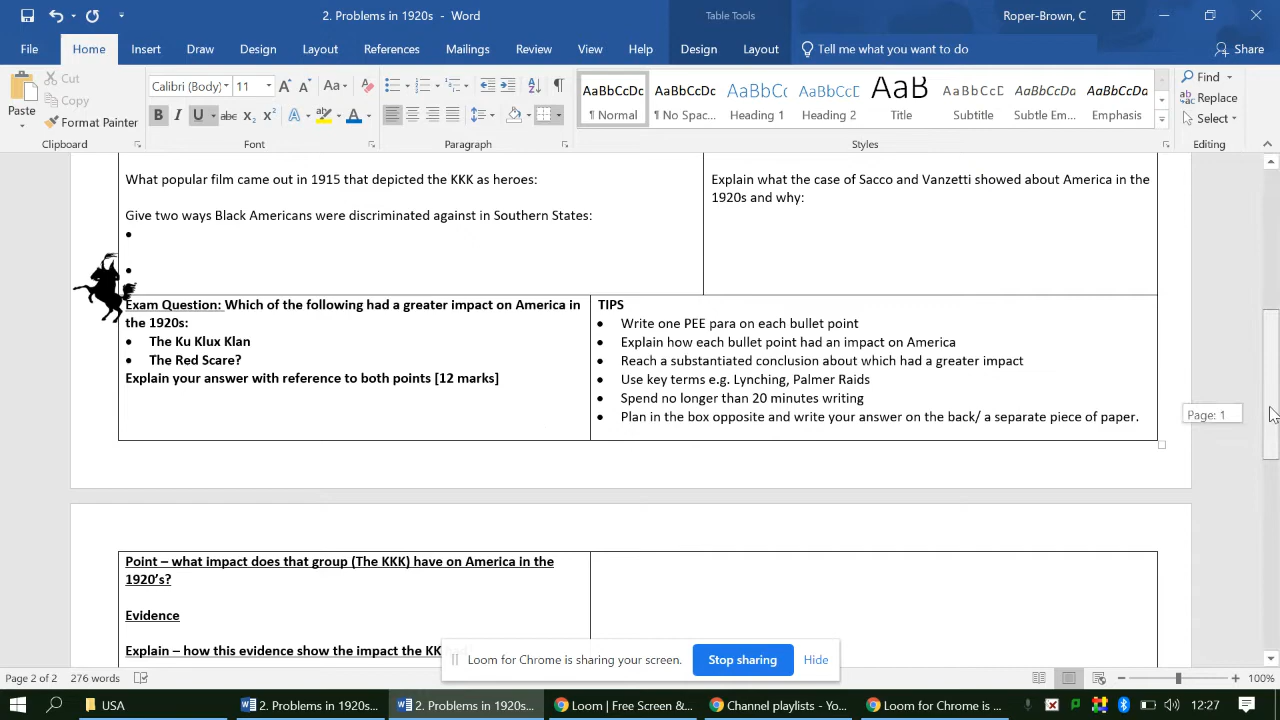 2. Problems in 1920s - Word
Table Tools
Roper-Brown, C
File Home Insert Draw Design Layout References Mailings Review View Help Design Layout Tell me what you want to do Share
Paste
Cut
Copy
Format Painter
Clipboard
Calibri (Body) 11
Font
Paragraph
AaBbCcDc ¶ Normal
AaBbCcDc ¶ No Spac...
AaBbCc Heading 1
AaBbCcD Heading 2
AaB Title
AaBbCcD Subtitle
AaBbCcDa Subtle Em...
AaBbCcDa Emphasis
Styles
Find
Replace
Select
Editing
What popular film came out in 1915 that depicted the KKK as heroes:
Give two ways Black Americans were discriminated against in Southern States:
Explain what the case of Sacco and Vanzetti showed about America in the
1920s and why:
Exam Question: Which of the following had a greater impact on America in
the 1920s:
• The Ku Klux Klan
• The Red Scare?
Explain your answer with reference to both points [12 marks]
TIPS
• Write one PEE para on each bullet point
• Explain how each bullet point had an impact on America
• Reach a substantiated conclusion about which had a greater impact
• Use key terms e.g. Lynching, Palmer Raids
• Spend no longer than 20 minutes writing
• Plan in the box opposite and write your answer on the back/ a separate piece of paper.
Page: 1
Point – what impact does that group (The KKK) have on America in the
1920's?
Evidence
Explain – how this evidence show the impact the
Loom for Chrome is sharing your screen. Stop sharing Hide
Page 2 of 2 276 words 100%
USA
2. Problems in 1920s...
2. Problems in 1920s...
Loom | Free Screen &...
Channel playlists - Yo...
Loom for Chrome is ...
12:27